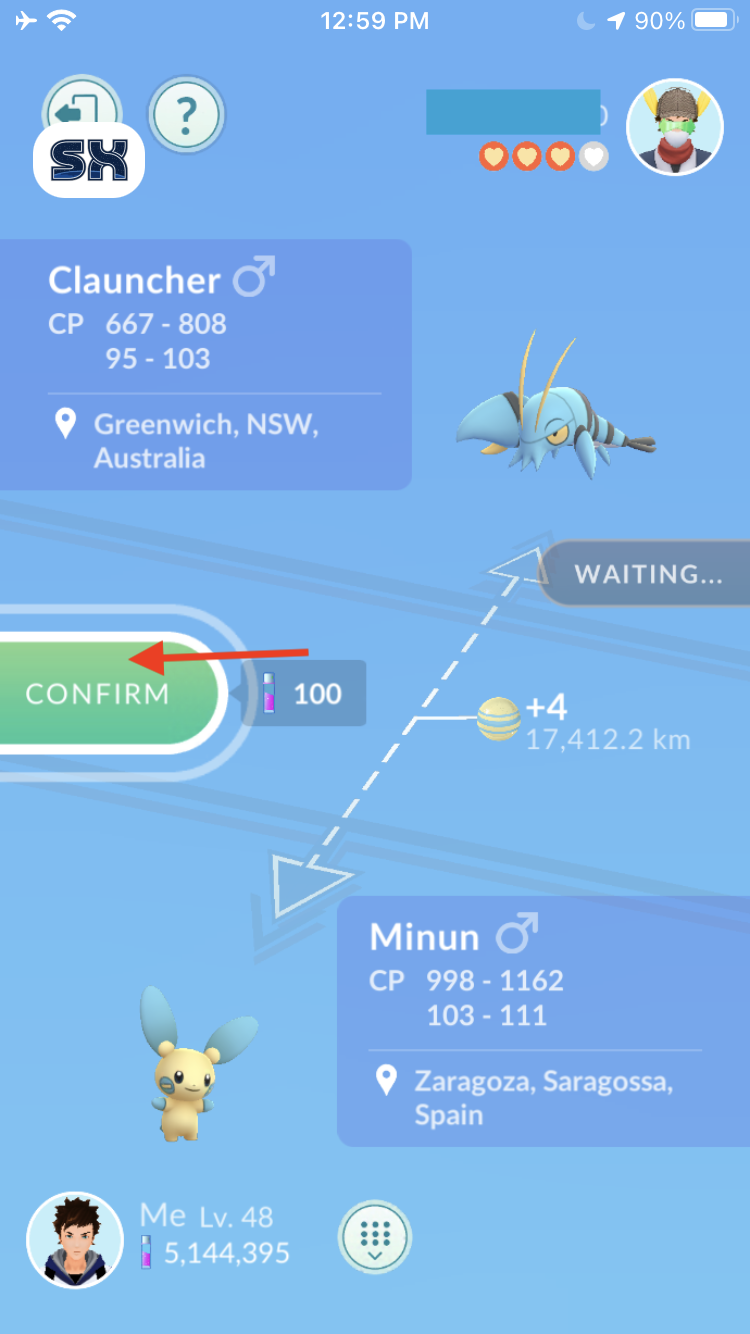 12:59 PM
90%
?
SX
Clauncher
CP 667 - 808
95 - 103
Greenwich, NSW,
Australia
WAITING...
CONFIRM
100
+4
17,412.2 km
Minun
CP 998 - 1162
103 - 111
Zaragoza, Saragossa,
Spain
Me Lv. 48
5,144,395